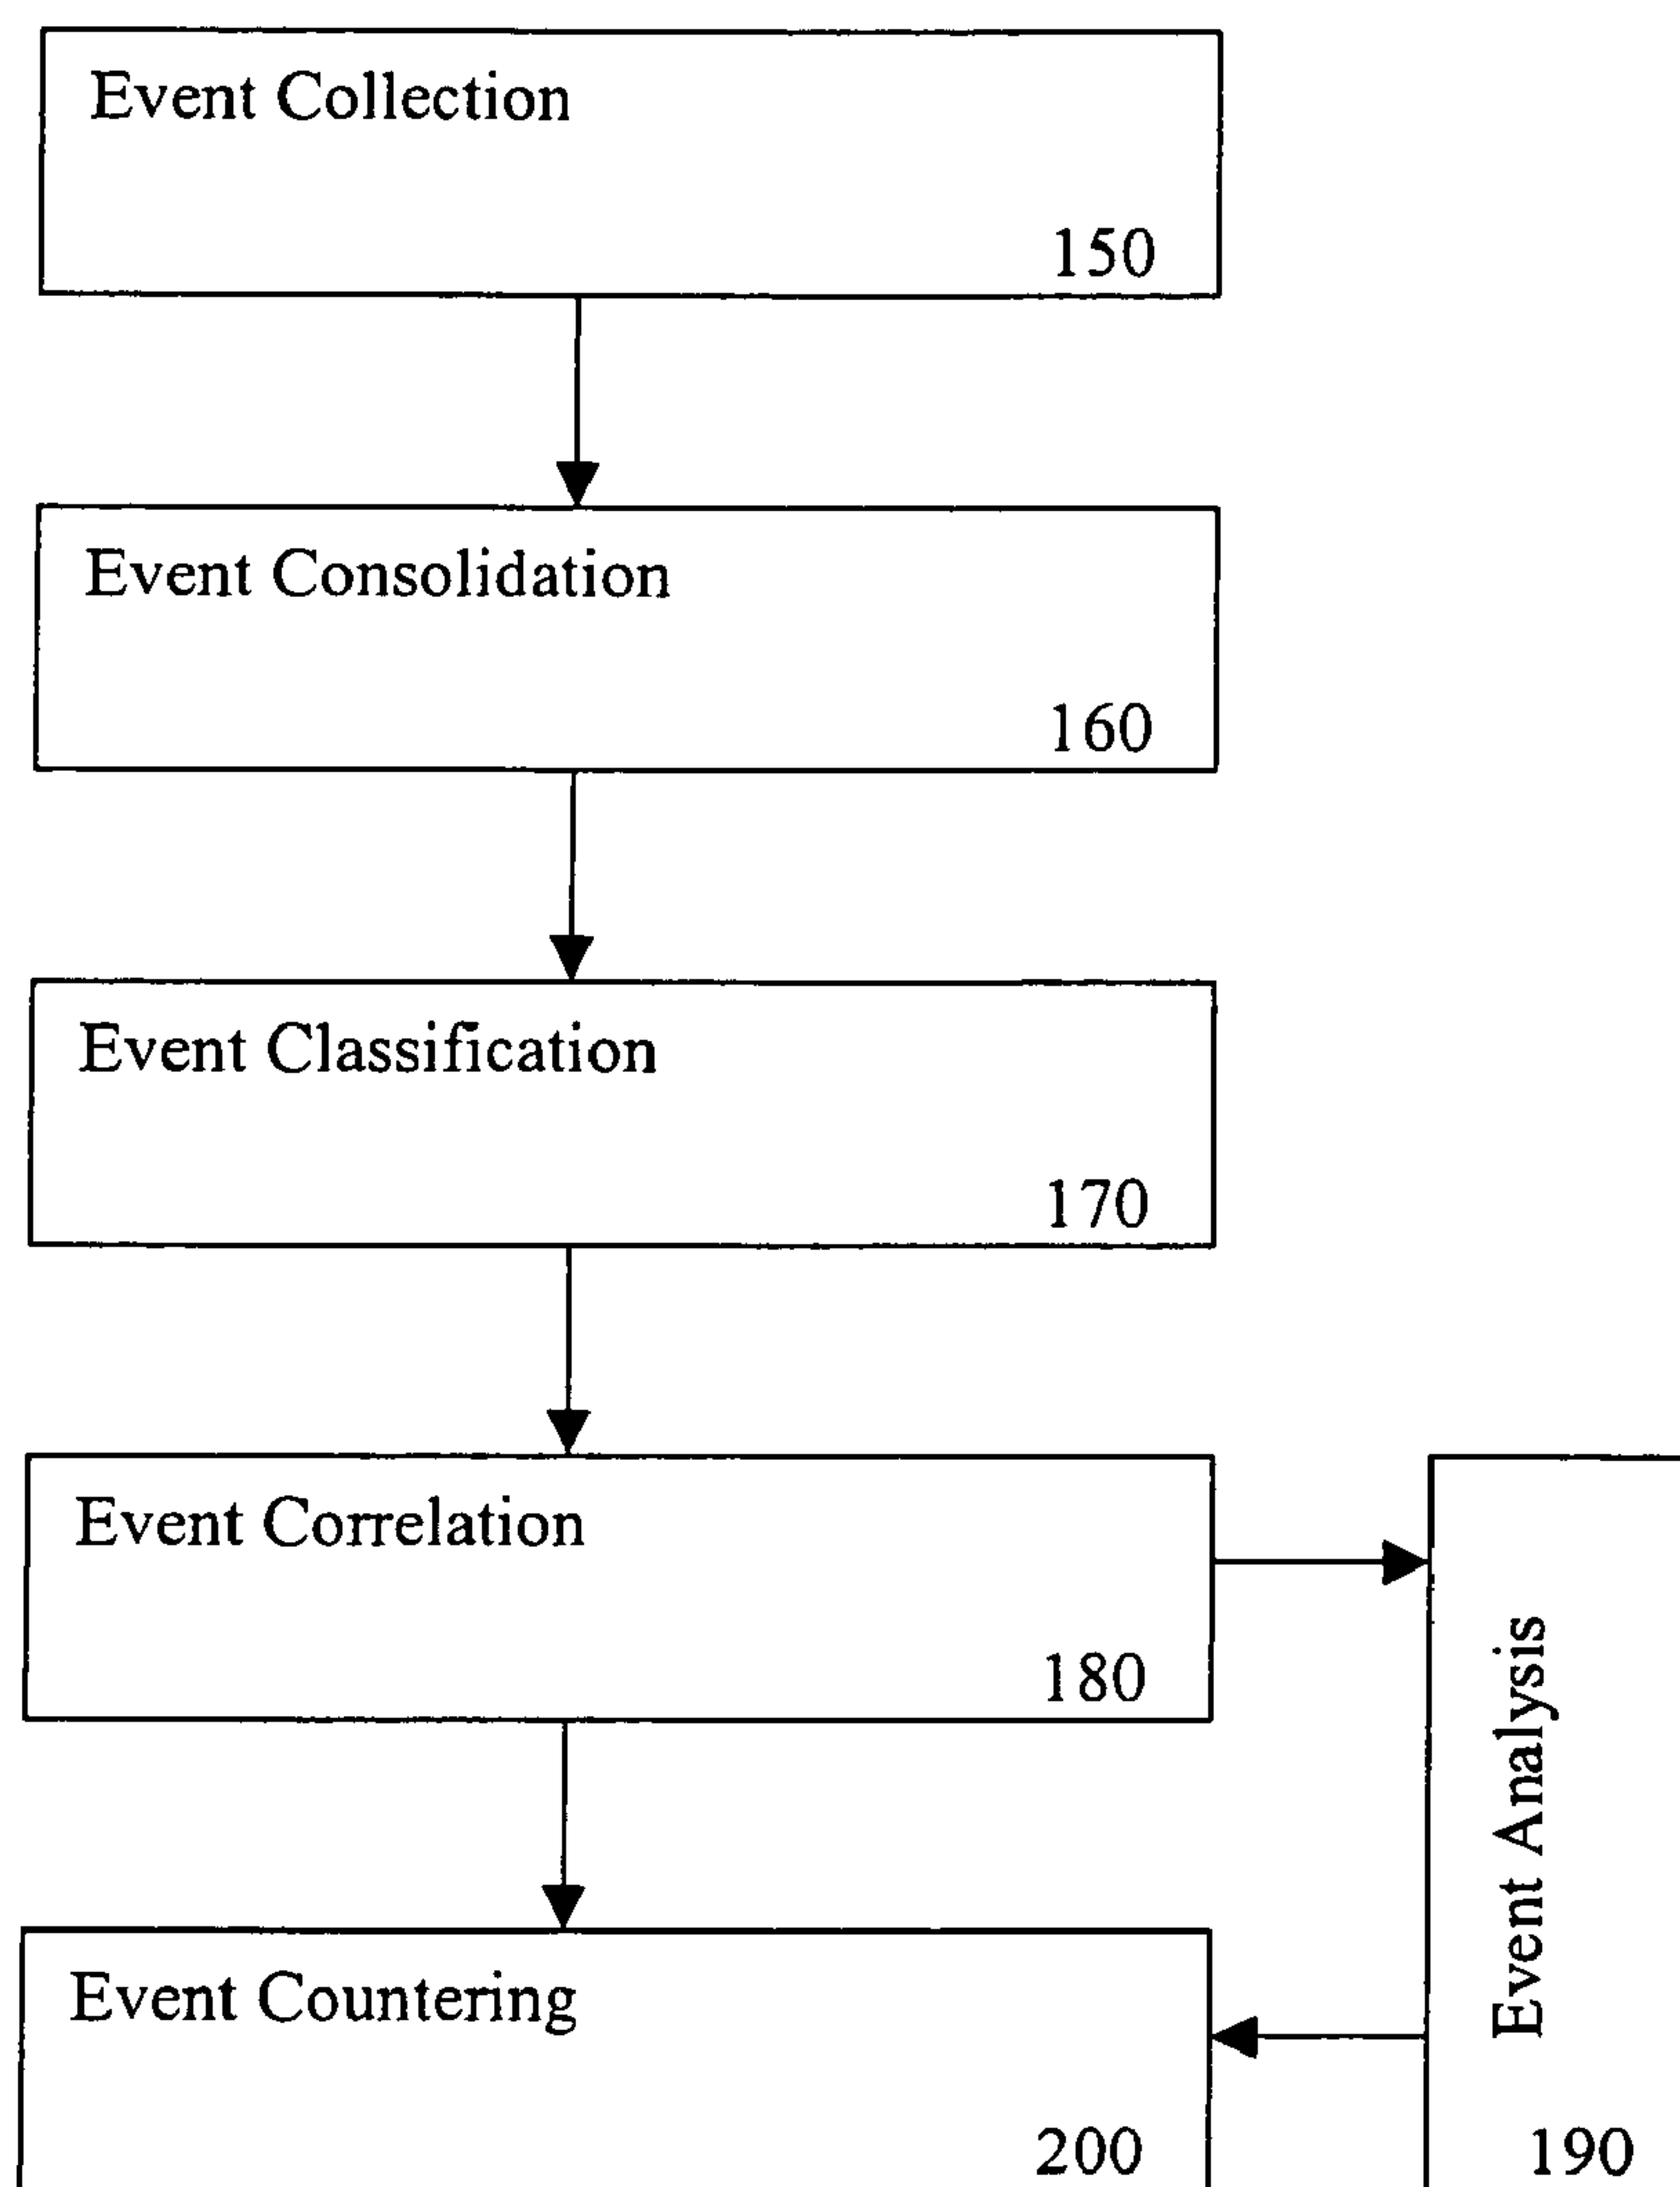 Event Collection
150
Event Consolidation
160
Event Classification
170
Event Correlation
180
Event Analysis
190
Event Countering
200